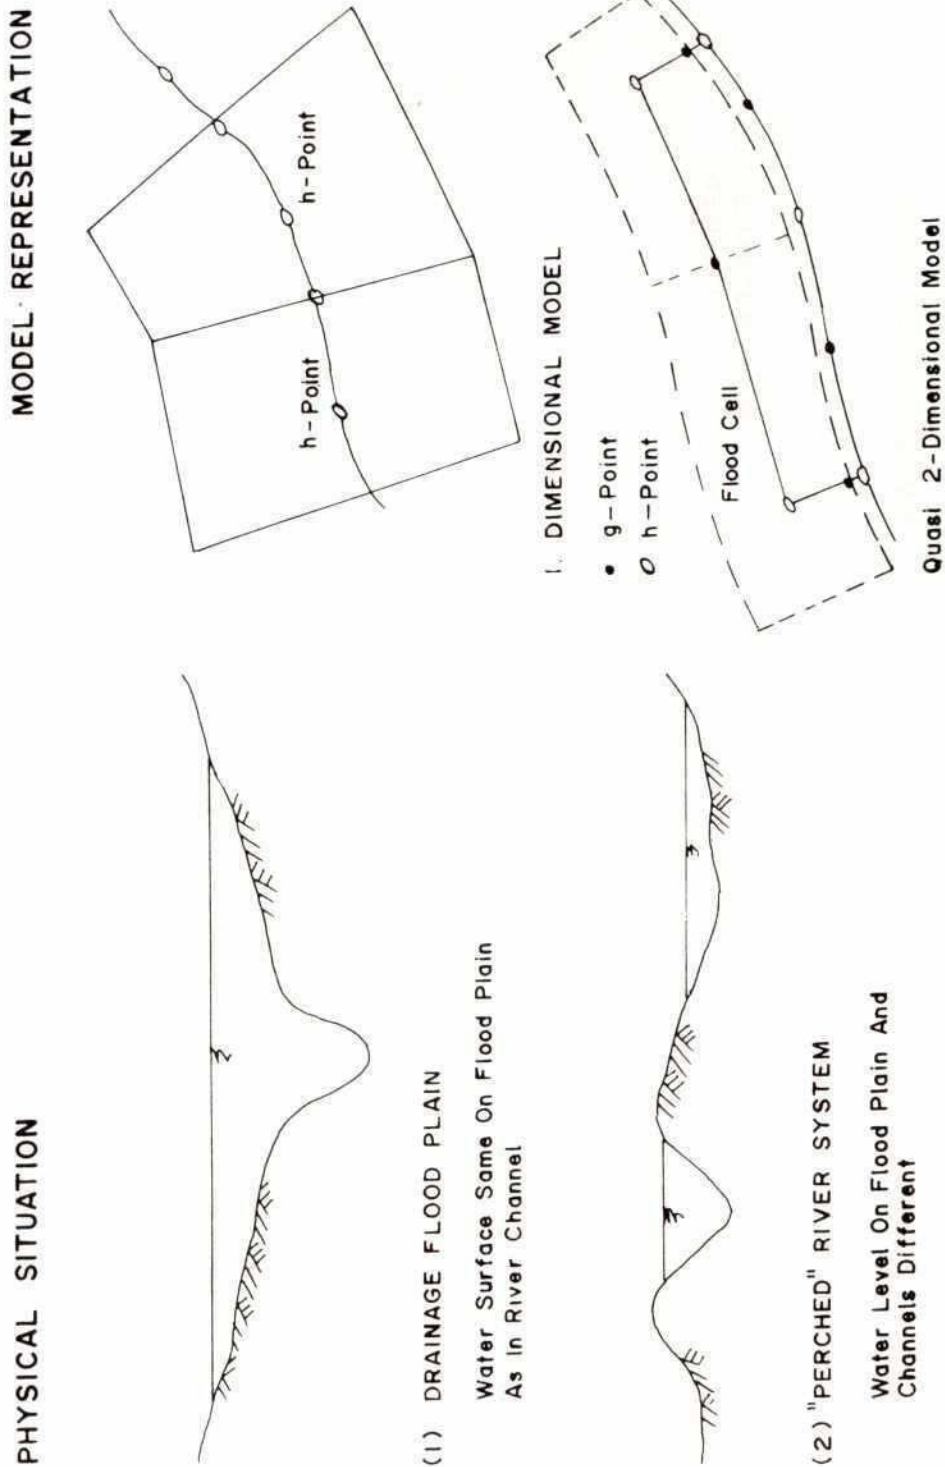 PHYSICAL SITUATION
MODEL · REPRESENTATION
(1) DRAINAGE FLOOD PLAIN
Water Surface Same On Flood Plain
As In River Channel
h-Point
h-Point
1. DIMENSIONAL MODEL
g-Point
h-Point
(2) "PERCHED" RIVER SYSTEM
Water Level On Flood Plain And
Channels Different
Flood Cell
Quasi 2-Dimensional Model